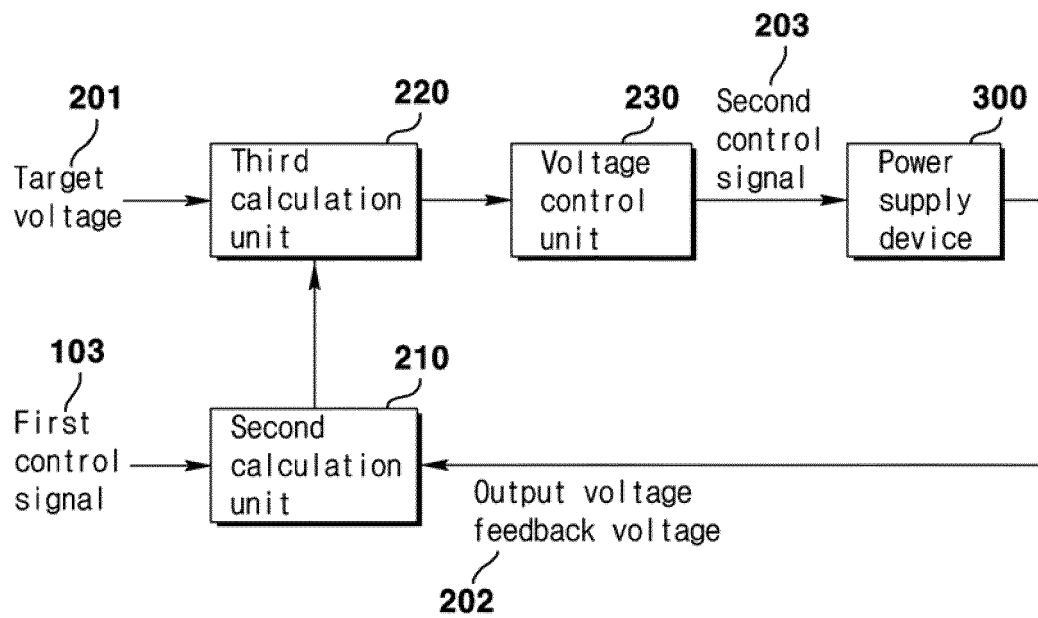 201
Target
voltage
220
Third
calculation
unit
230
Voltage
control
unit
203
Second
control
signal
300
Power
supply
device
103
First
control
signal
210
Second
calculation
unit
Output voltage
feedback voltage
202